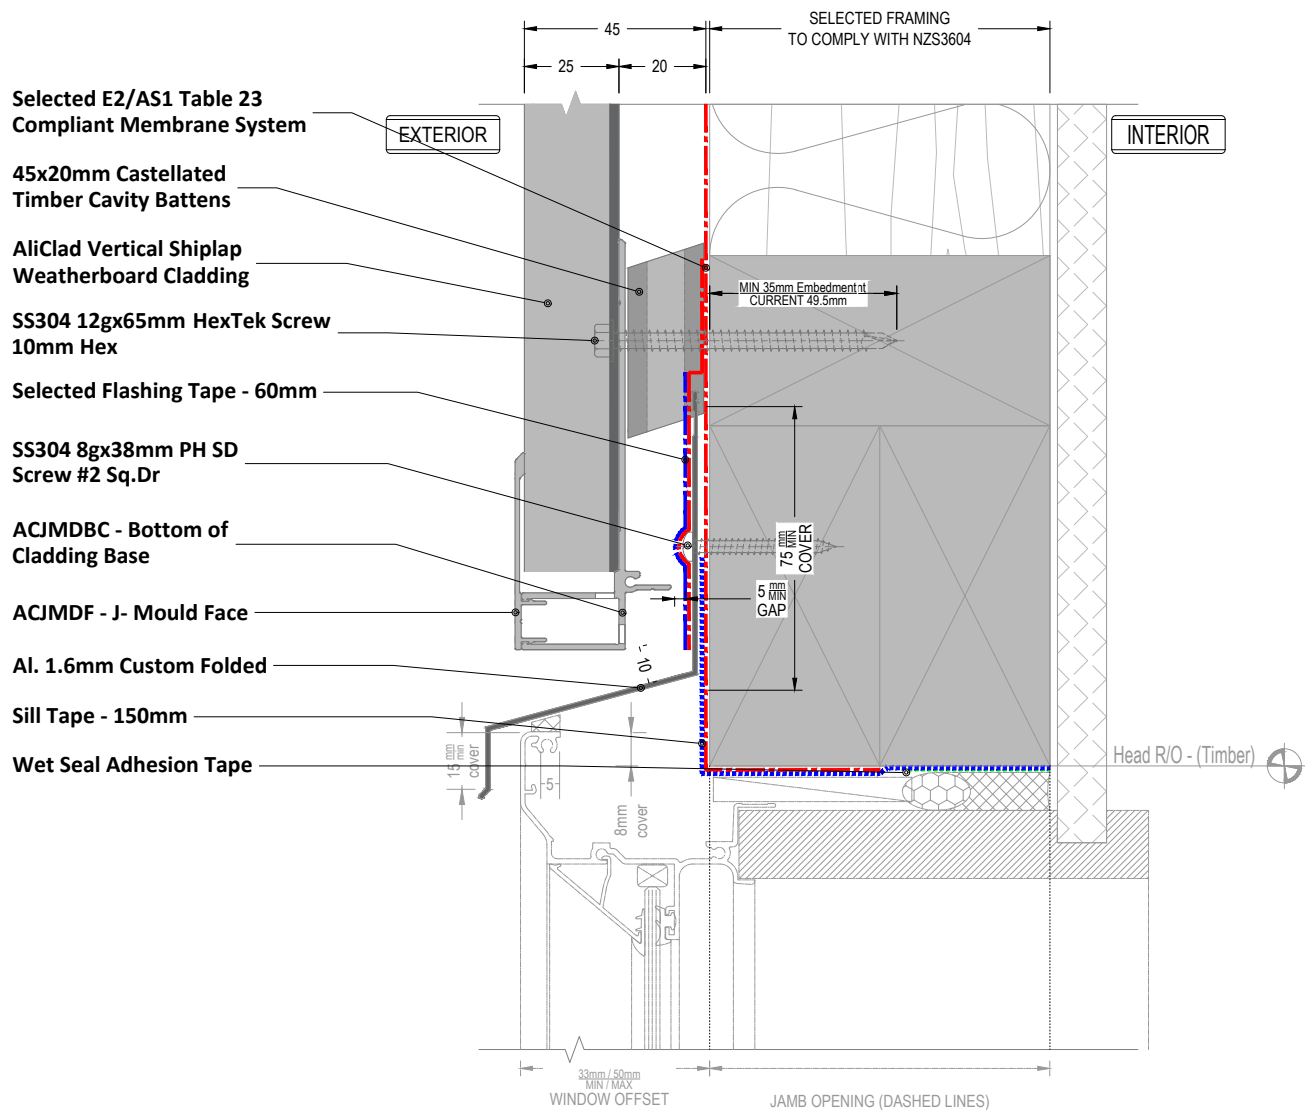 SELECTED FRAMING
TO COMPLY WITH NZS3604
45
25
20
EXTERIOR
INTERIOR
Selected E2/AS1 Table 23
Compliant Membrane System
45x20mm Castellated
Timber Cavity Battens
AliClad Vertical Shiplap
Weatherboard Cladding
MIN 35mm Embedment
CURRENT 49.5mm
SS304 12gx65mm HexTek Screw
10mm Hex
Selected Flashing Tape - 60mm
SS304 8gx38mm PH SD
Screw #2 Sq.Dr
75 mm MIN
COVER
ACJMDBC - Bottom of
Cladding Base
5 mm MIN
GAP
ACJMDF - J- Mould Face
Al. 1.6mm Custom Folded
10
Sill Tape - 150mm
Wet Seal Adhesion Tape
15 mm min
cover
5
8mm
cover
Head R/O - (Timber)
33mm / 50mm
MIN / MAX
WINDOW OFFSET
JAMB OPENING (DASHED LINES)